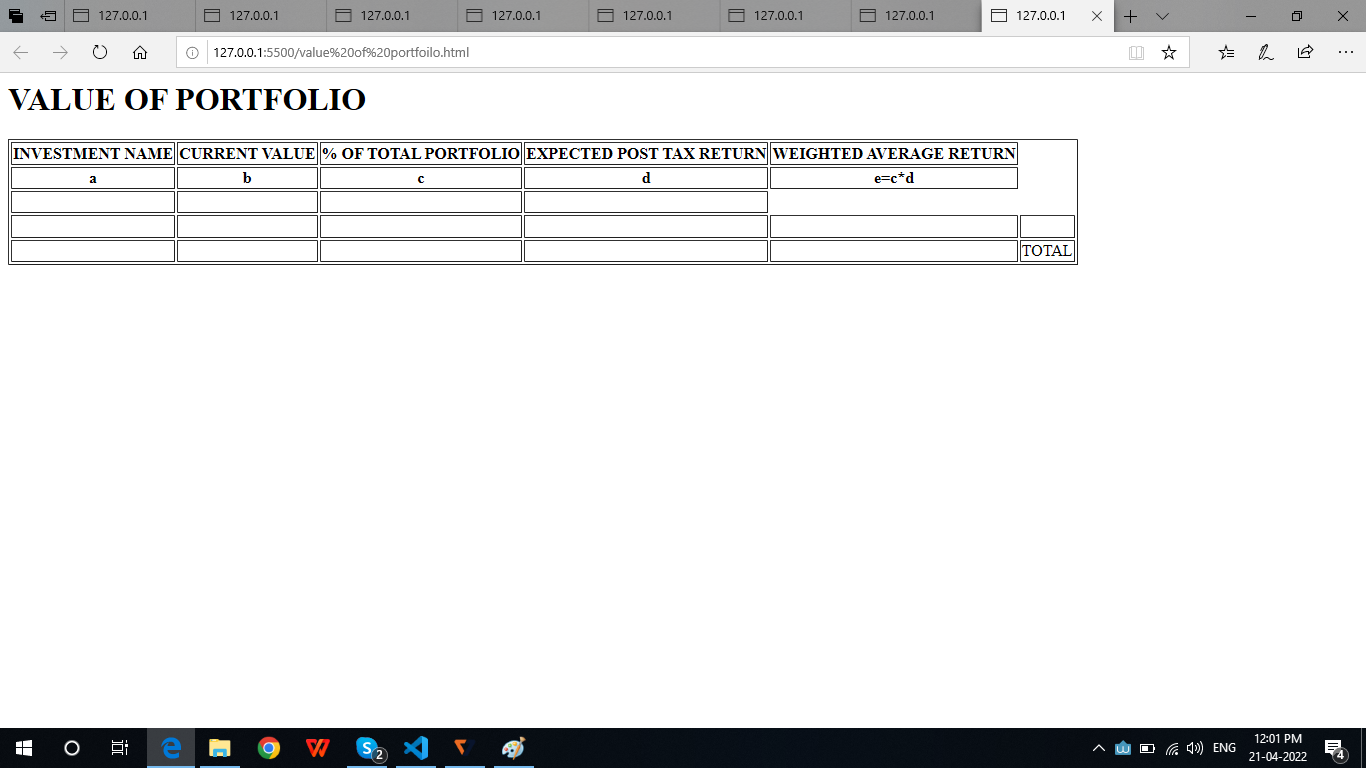 127.0.0.1 127.0.0.1 127.0.0.1 127.0.0.1 127.0.0.1 127.0.0.1 127.0.0.1 127.0.0.1
127.0.0.1:5500/value%20of%20portfoilo.html
VALUE OF PORTFOLIO
INVESTMENT NAME CURRENT VALUE % OF TOTAL PORTFOLIO EXPECTED POST TAX RETURN WEIGHTED AVERAGE RETURN
a b c d e=c*d
TOTAL
2 ENG 12:01 PM
21-04-2022 4